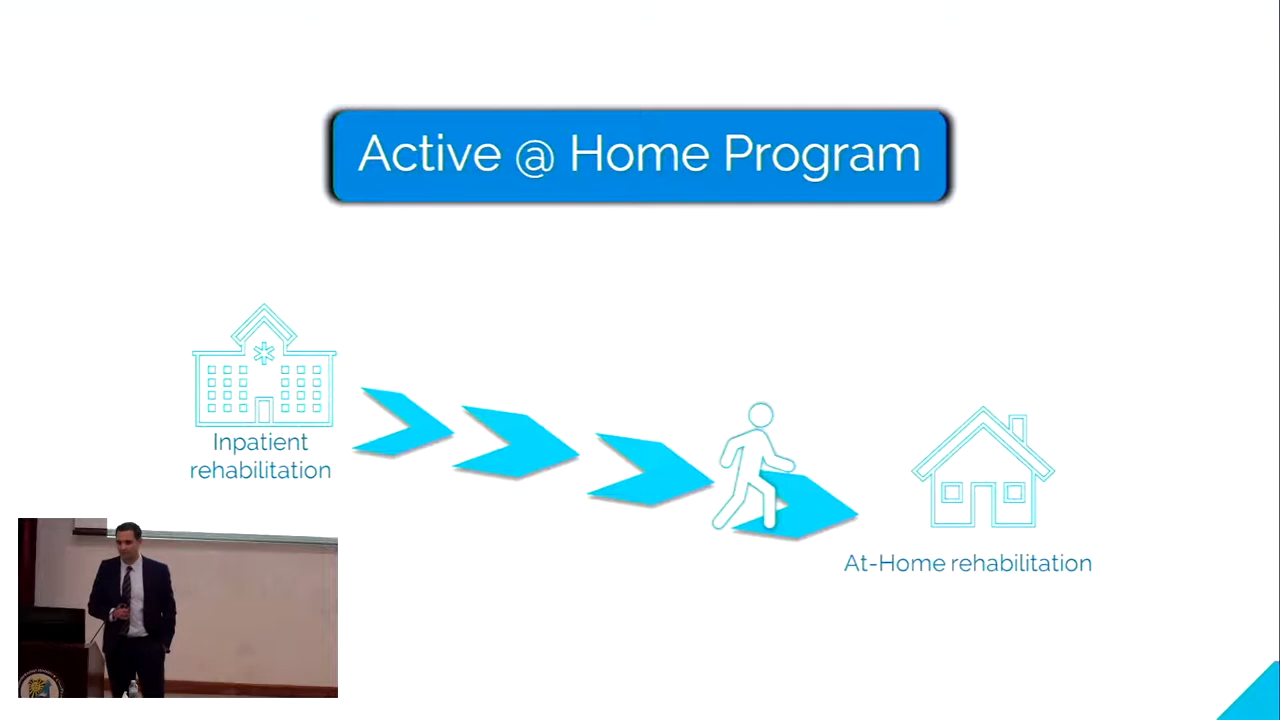 Active @ Home Program
Inpatient
rehabilitation
At-Home rehabilitation